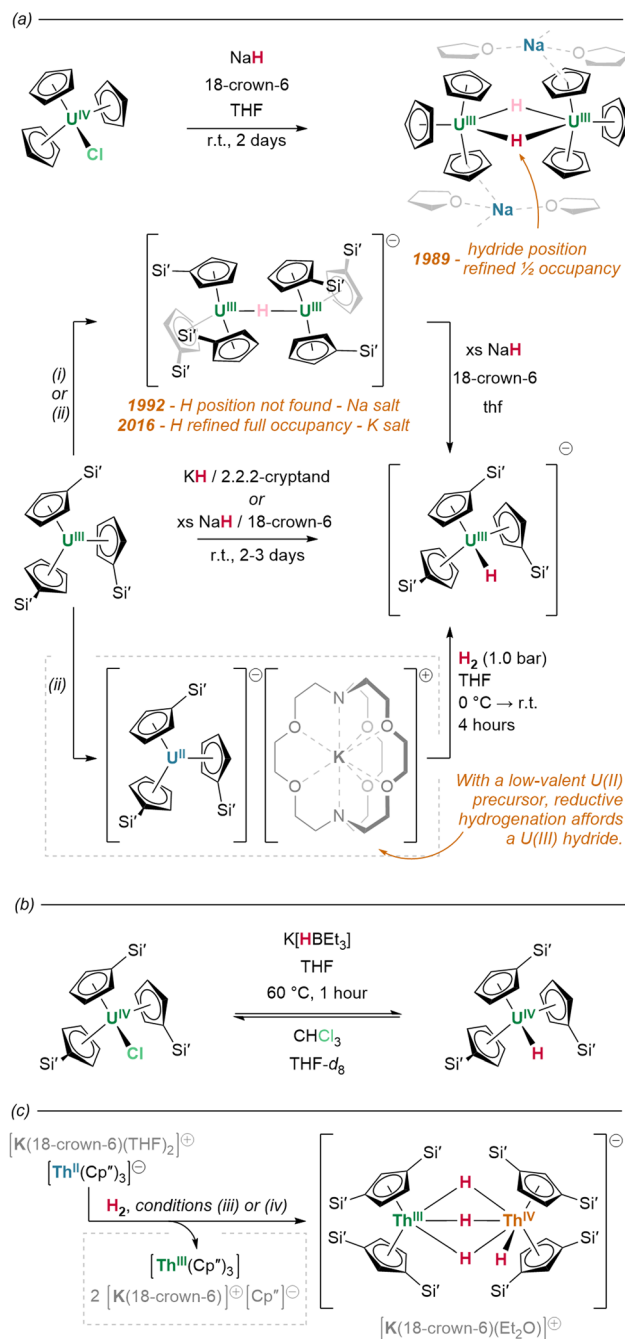 (a)
NaH
18-crown-6
THF
r.t., 2 days
U^IV
Cl
Na
O
O
H
U^III
U^III
H
O
Na
O
1989 - hydride position
refined ½ occupancy
⊖
Si′
Si′
Si′
U^III
H
U^III
Si′
Si′
Si′
1992 - H position not found - Na salt
2016 - H refined full occupancy - K salt
(i)
or
(ii)
xs NaH
18-crown-6
thf
Si′
U^III
Si′
Si′
KH / 2.2.2-cryptand
or
xs NaH / 18-crown-6
r.t., 2-3 days
⊖
Si′
U^III
H
Si′
Si′
(ii)
⊖
Si′
U^II
Si′
Si′
⊕
N
O
O
O
K
O
O
O
N
H₂ (1.0 bar)
THF
0 °C → r.t.
4 hours
With a low-valent U(II)
precursor, reductive
hydrogenation affords
a U(III) hydride.
(b)
Si′
U^IV
Cl
Si′
Si′
K[HBEt₃]
THF
60 °C, 1 hour
CHCl₃
THF-d₈
Si′
U^IV
H
Si′
Si′
(c)
[K(18-crown-6)(THF)₂]⊕
[Th^II(Cp″)₃]⊖
H₂, conditions (iii) or (iv)
[Th^III(Cp″)₃]
2 [K(18-crown-6)]⊕[Cp″]⊖
⊖
Si′
Si′
Si′
Si′
H
Th^III
H
Th^IV
H
H
Si′
Si′
Si′
Si′
[K(18-crown-6)(Et₂O)]⊕